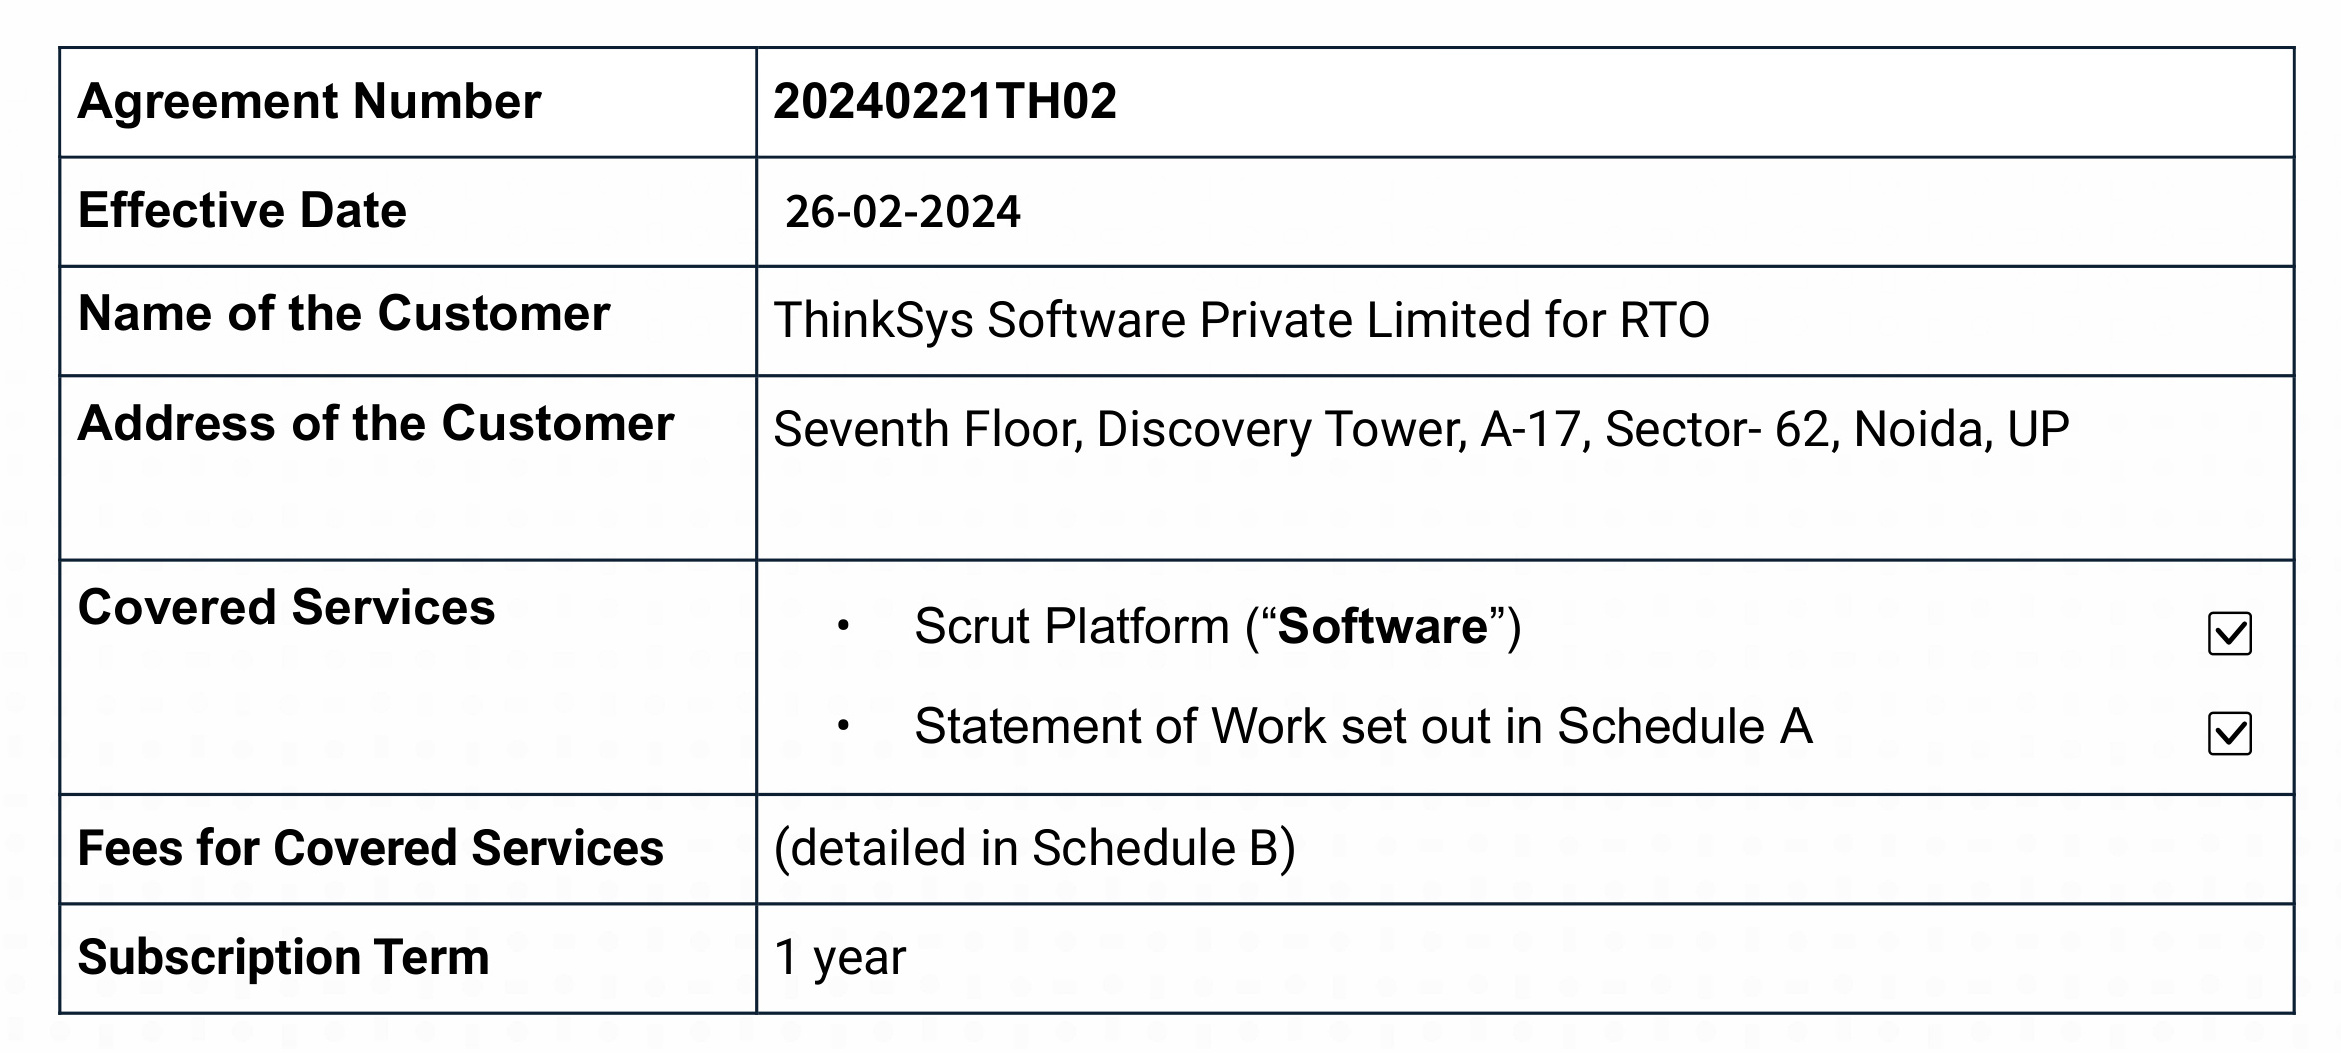 Agreement Number 20240221TH02
Effective Date 26-02-2024
Name of the Customer ThinkSys Software Private Limited for RTO
Address of the Customer Seventh Floor, Discovery Tower, A-17, Sector- 62, Noida, UP
Covered Services
• Scrut Platform (“Software”) ☑
• Statement of Work set out in Schedule A ☑
Fees for Covered Services (detailed in Schedule B)
Subscription Term 1 year